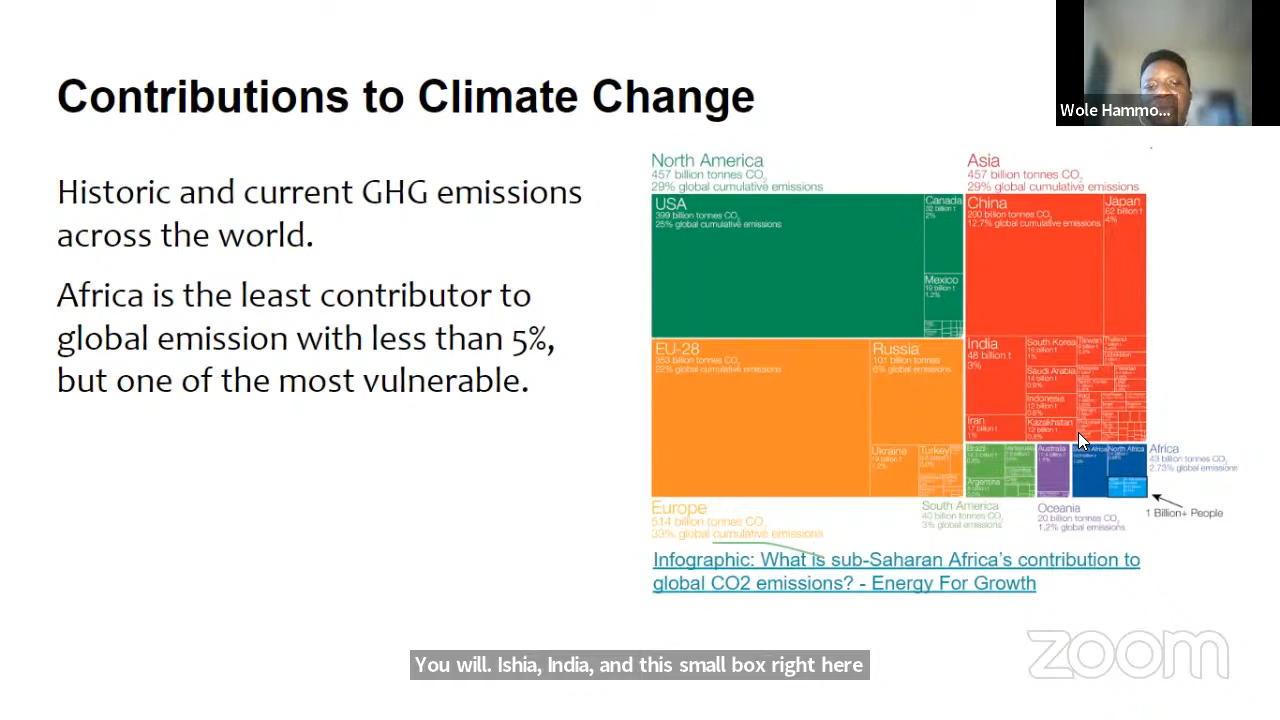 Contributions to Climate Change
Wole Hammo...
Historic and current GHG emissions
across the world.
Africa is the least contributor to
global emission with less than 5%,
but one of the most vulnerable.
North America
457 billion tonnes CO2
29% global cumulative emissions
USA
399 billion tonnes CO2
25% global cumulative emissions
Canada
32 billion t
2%
Mexico
19 billion t
1.2%
Asia
457 billion tonnes CO2
29% global cumulative emissions
China
200 billion tonnes CO2
12.7% global cumulative emissions
Japan
62 billion t
4%
EU-28
353 billion tonnes CO2
22% global cumulative emissions
Russia
101 billion tonnes
6% global emissions
India
48 billion t
3%
South Korea
16 billion t
1%
Taiwan
Thailand
Saudi Arabia
14 billion t
0.9%
Indonesia
12 billion t
0.8%
Iran
17 billion t
1%
Kazakhstan
12 billion t
0.8%
Ukraine
19 billion t
1.2%
Turkey
Brazil
Argentina
Australia
North Africa
Africa
43 billion tonnes CO2
2.73% global emissions
1 Billion+ People
Europe
514 billion tonnes CO2
33% global cumulative emissions
South America
40 billion tonnes CO2
3% global emissions
Oceania
20 billion tonnes CO2
1.2% global emissions
Infographic: What is sub-Saharan Africa's contribution to
global CO2 emissions? - Energy For Growth
You will. Ishia, India, and this small box right here
zoom